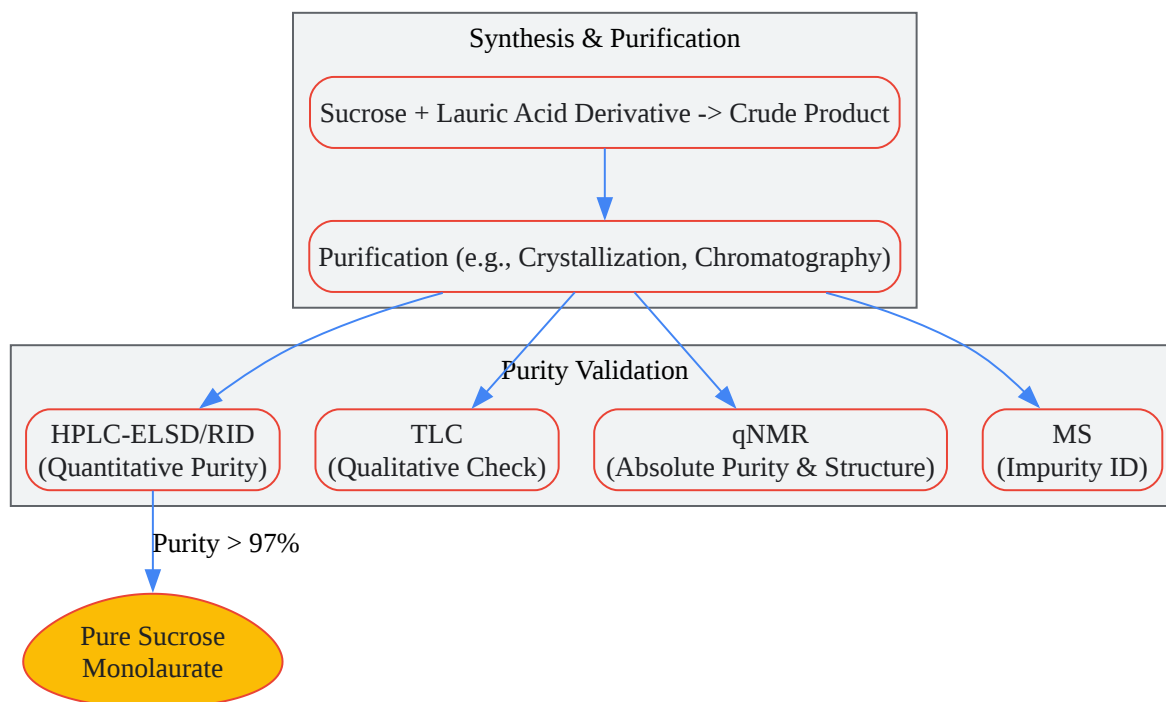 Synthesis & Purification
Sucrose + Lauric Acid Derivative -> Crude Product
Purification (e.g., Crystallization, Chromatography)
Purity Validation
HPLC-ELSD/RID
(Quantitative Purity)
TLC
(Qualitative Check)
qNMR
(Absolute Purity & Structure)
MS
(Impurity ID)
Purity > 97%
Pure Sucrose
Monolaurate